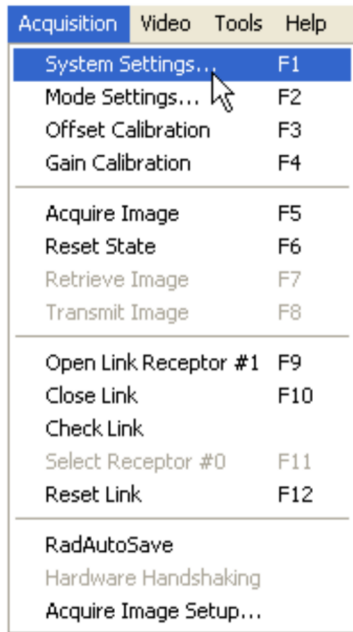 Acquisition Video Tools Help
System Settings... F1
Mode Settings... F2
Offset Calibration F3
Gain Calibration F4
Acquire Image F5
Reset State F6
Retrieve Image F7
Transmit Image F8
Open Link Receptor #1 F9
Close Link F10
Check Link
Select Receptor #0 F11
Reset Link F12
RadAutoSave
Hardware Handshaking
Acquire Image Setup...